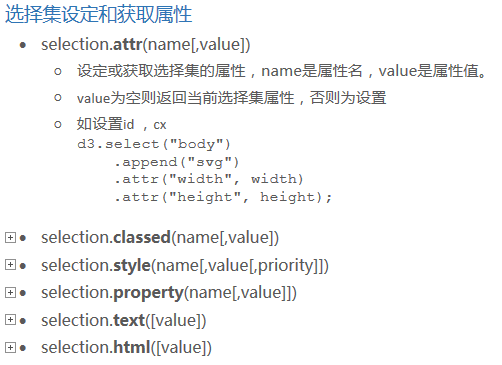 选择集设定和获取属性
• selection.attr(name[,value])
○ 设定或获取选择集的属性，name是属性名，value是属性值。
○ value为空则返回当前选择集属性，否则为设置
○ 如设置id ，cx
d3.select("body")
.append("svg")
.attr("width", width)
.attr("height", height);
• selection.classed(name[,value])
• selection.style(name[,value[,priority]])
• selection.property(name[,value]])
• selection.text([value])
• selection.html([value])